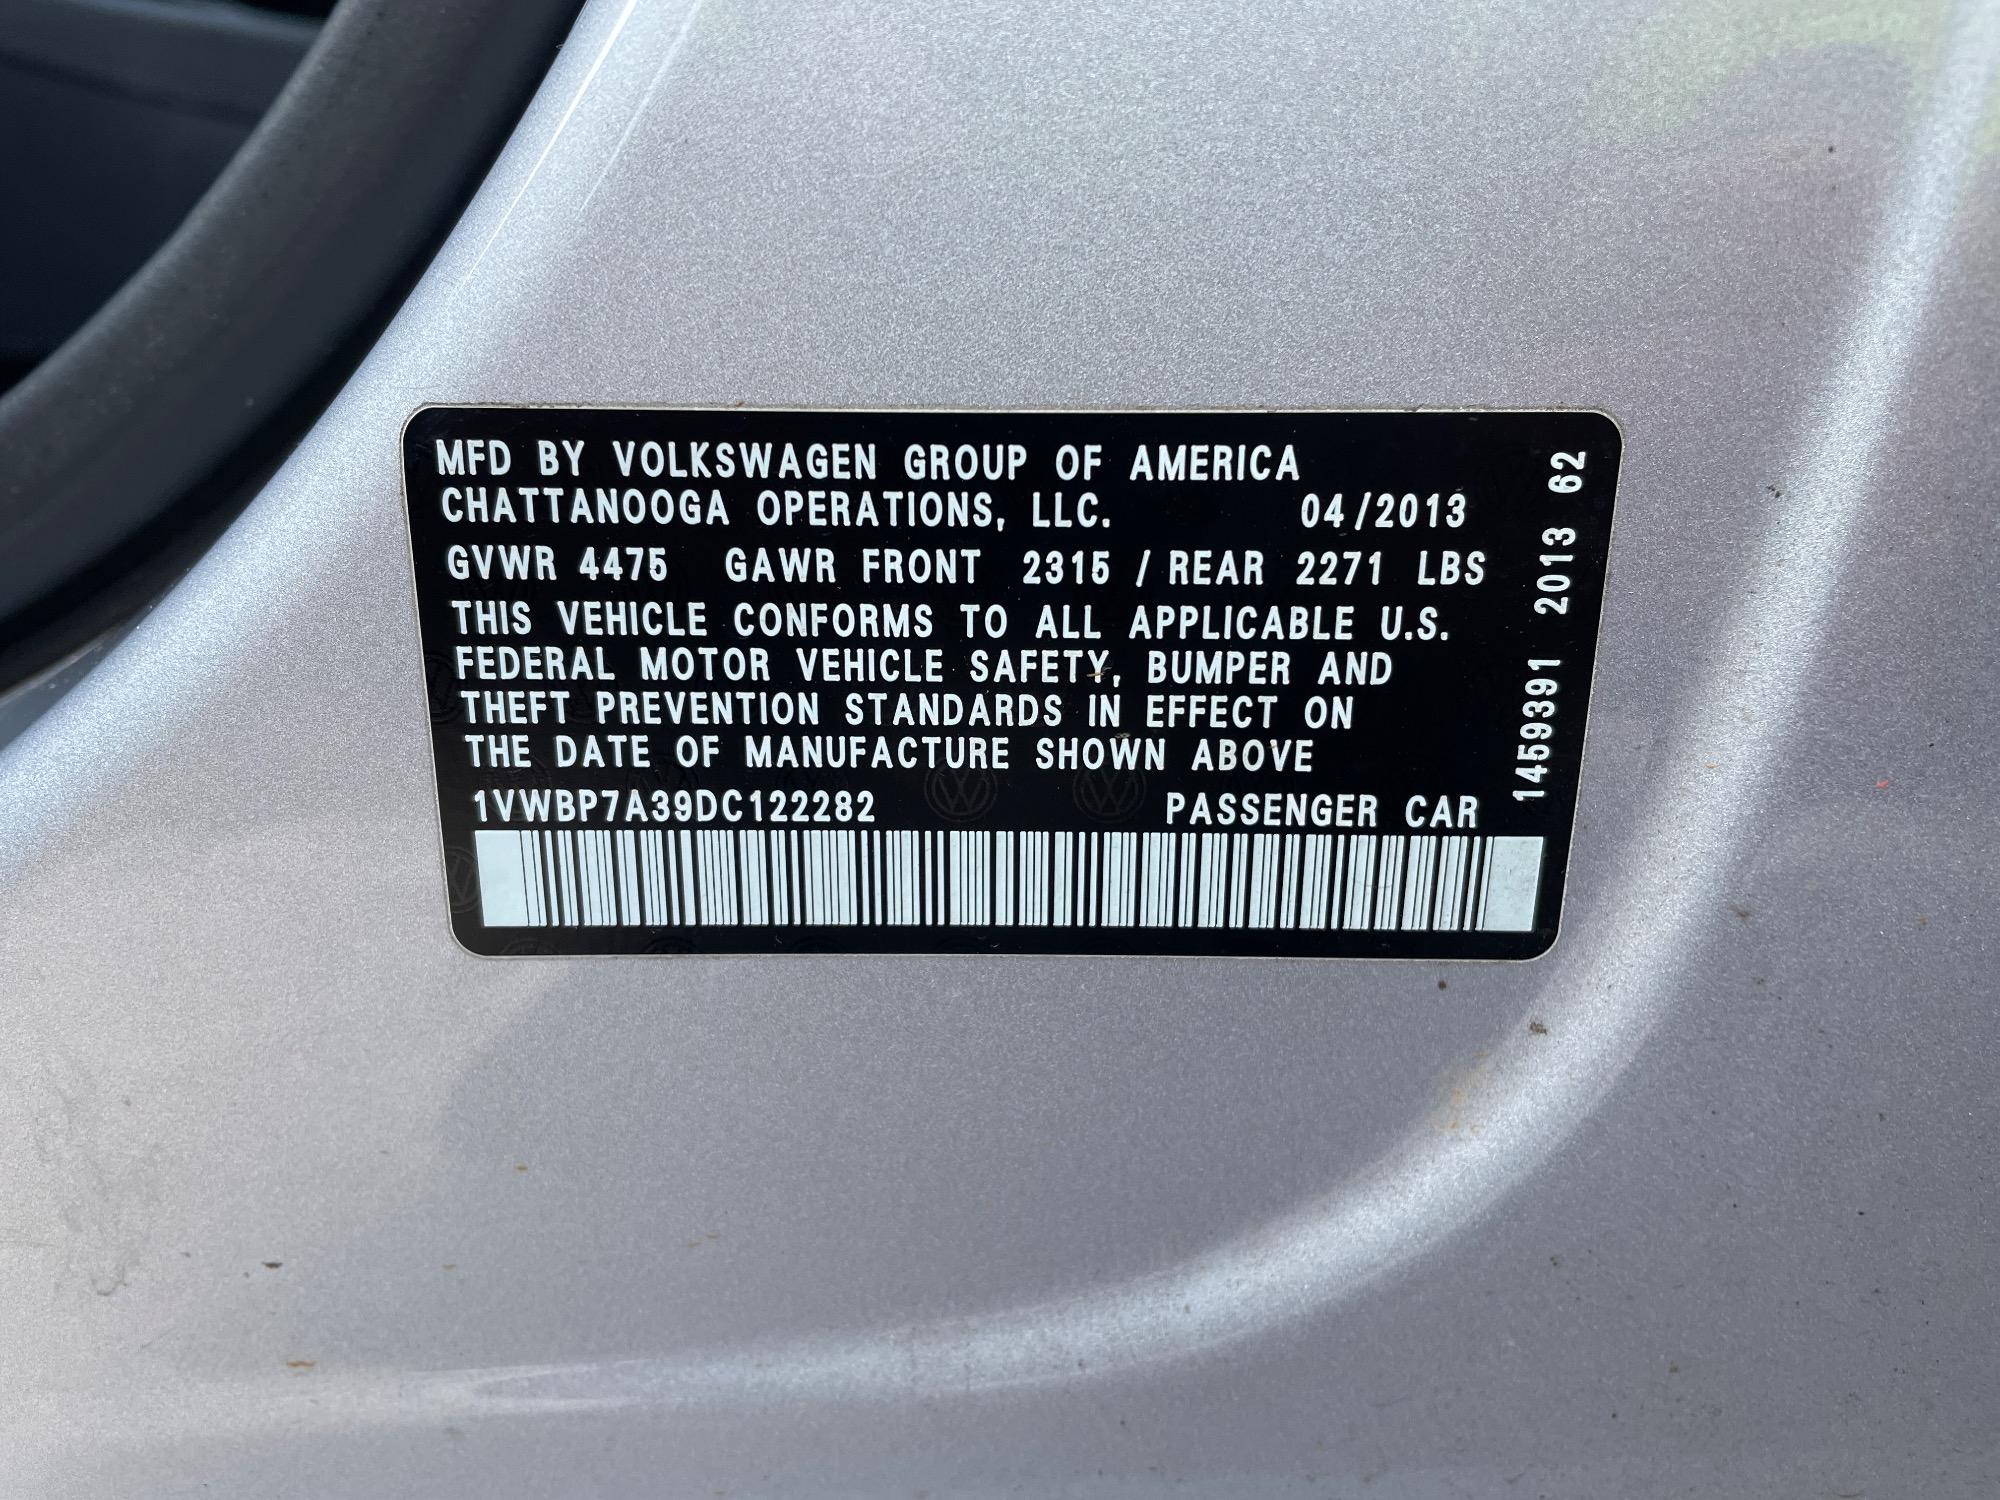 MFD BY VOLKSWAGEN GROUP OF AMERICA
CHATTANOOGA OPERATIONS, LLC. 04/2013
GVWR 4475 GAWR FRONT 2315 / REAR 2271 LBS
THIS VEHICLE CONFORMS TO ALL APPLICABLE U.S.
FEDERAL MOTOR VEHICLE SAFETY, BUMPER AND
THEFT PREVENTION STANDARDS IN EFFECT ON
THE DATE OF MANUFACTURE SHOWN ABOVE
1VWBP7A39DC122282 PASSENGER CAR
1459391 2013 62